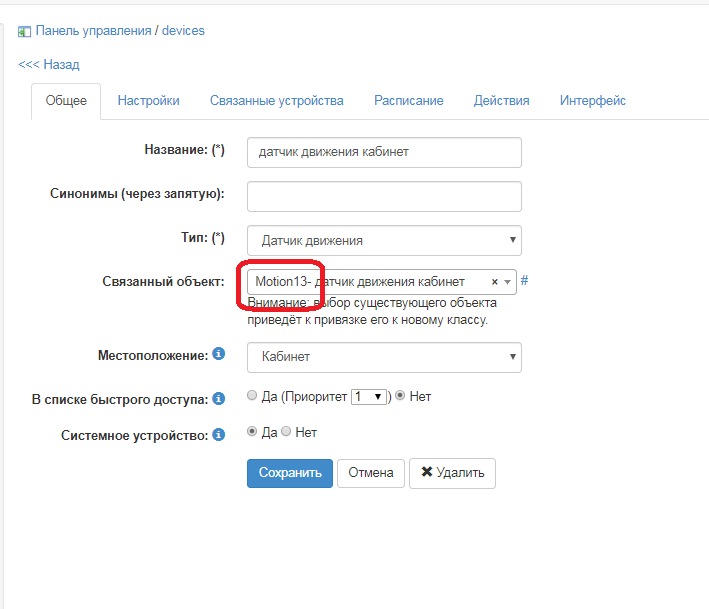 Панель управления / devices
<<< Назад
Общее Настройки Связанные устройства Расписание Действия Интерфейс
Название: (*) датчик движения кабинет
Синонимы (через запятую):
Тип: (*) Датчик движения
Связанный объект: Motion13- датчик движения кабинет × #
Внимание: выбор существующего объекта
приведёт к привязке его к новому классу.
Местоположение: Кабинет
В списке быстрого доступа: Да (Приоритет 1) Нет
Системное устройство: Да Нет
Сохранить Отмена Удалить